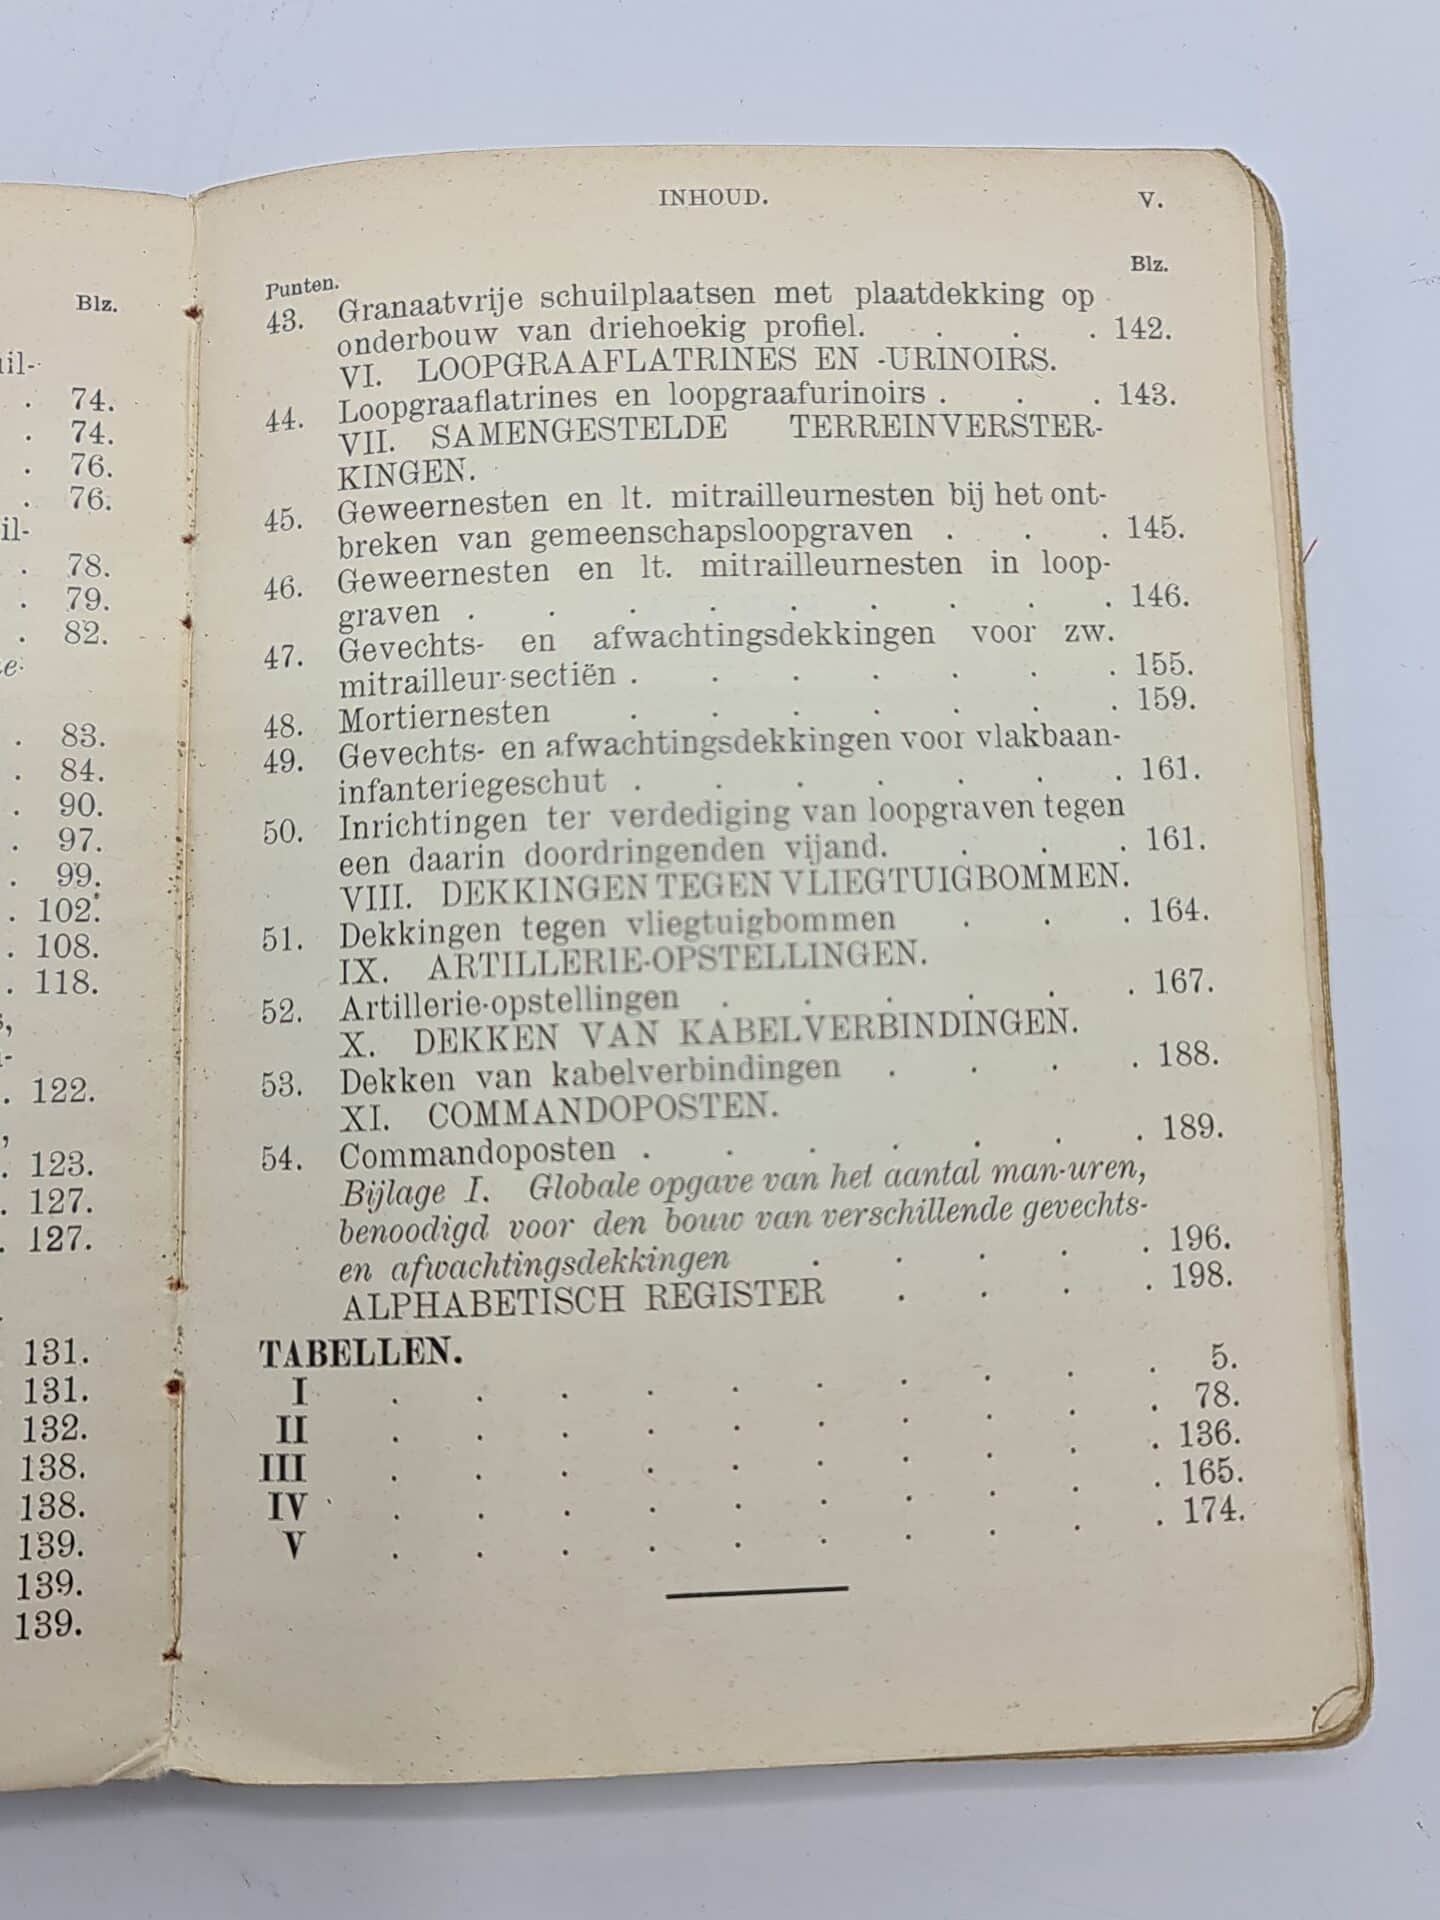 Blz.
uil-
. 74.
. 74.
. 76.
. 76.
il-
. 78.
. 79.
. 82.
. 83.
. 84.
. 90.
. 97.
. 99.
. 102.
. 108.
. 118.
. 122.
. 123.
. 127.
. 127.
131.
131.
132.
138.
138.
139.
139.
139.
INHOUD. V.
Punten. Blz.
43. Granaatvrije schuilplaatsen met plaatdekking op
onderbouw van driehoekig profiel. . . . 142.
VI. LOOPGRAAFLATRINES EN -URINOIRS.
44. Loopgraaflatrines en loopgraafurinoirs . . . 143.
VII. SAMENGESTELDE TERREINVERSTER-
KINGEN.
45. Geweernesten en lt. mitrailleurnesten bij het ont-
breken van gemeenschapsloopgraven . . . 145.
46. Geweernesten en lt. mitrailleurnesten in loop-
graven . . . . . . . . . 146.
47. Gevechts- en afwachtingsdekkingen voor zw.
mitrailleur-sectiën . . . . . . . 155.
48. Mortiernesten . . . . . . . 159.
49. Gevechts- en afwachtingsdekkingen voor vlakbaan-
infanteriegeschut . . . . . . . 161.
50. Inrichtingen ter verdediging van loopgraven tegen
een daarin doordringenden vijand. . . . 161.
VIII. DEKKINGEN TEGEN VLIEGTUIGBOMMEN.
51. Dekkingen tegen vliegtuigbommen . . . 164.
IX. ARTILLERIE-OPSTELLINGEN.
52. Artillerie-opstellingen . . . . . . 167.
X. DEKKEN VAN KABELVERBINDINGEN.
53. Dekken van kabelverbindingen . . . . 188.
XI. COMMANDOPOSTEN.
54. Commandoposten . . . . . . . 189.
Bijlage I. Globale opgave van het aantal man-uren,
benoodigd voor den bouw van verschillende gevechts-
en afwachtingsdekkingen . . . . . 196.
ALPHABETISCH REGISTER . . . . 198.
TABELLEN.
I . . . . . . . . . . 5.
II . . . . . . . . . . 78.
III . . . . . . . . . . 136.
IV . . . . . . . . . . 165.
V . . . . . . . . . . 174.